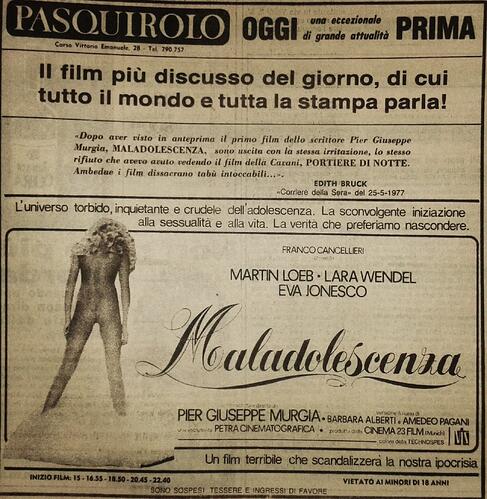 PASQUIROLO
Corso Vittorio Emanuele, 28 - Tel. 790.757
OGGI una eccezionale di grande attualità PRIMA
Il film più discusso del giorno, di cui
tutto il mondo e tutta la stampa parla!
«Dopo aver visto in anteprima il primo film dello scrittore Pier Giuseppe
Murgia, MALADOLESCENZA, sono uscita con la stessa irritazione, lo stesso
rifiuto che avevo avuto vedendo il film della Cavani, PORTIERE DI NOTTE.
Ambedue i film dissacrano tabù intoccabili...».
EDITH BRUCK
«Corriere della Sera» del 25-5-1977
L'universo torbido, inquietante e crudele dell'adolescenza. La sconvolgente iniziazione
alla sessualità e alla vita. La verità che preferiamo nascondere.
FRANCO CANCELLIERI
MARTIN LOEB • LARA WENDEL
EVA JONESCO
Maladolescenza
PIER GIUSEPPE MURGIA • BARBARA ALBERTI e AMEDEO PAGANI
PETRA CINEMATOGRAFICA • CINEMA 23 FILM
TECHNOSPES
Un film terribile che scandalizzerà la nostra ipocrisia
INIZIO FILM: 15 - 16.55 - 18.50 - 20.45 - 22.40 VIETATO AI MINORI DI 18 ANNI
SONO SOSPESI TESSERE E INGRESSI DI FAVORE